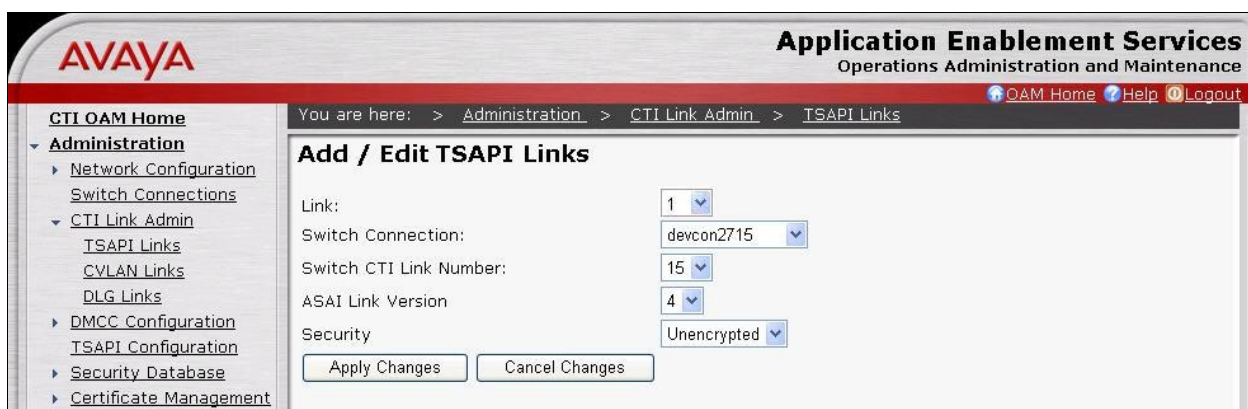 AVAYA
Application Enablement Services
Operations Administration and Maintenance
OAM Home Help Logout
CTI OAM Home
Administration
Network Configuration
Switch Connections
CTI Link Admin
TSAPI Links
CVLAN Links
DLG Links
DMCC Configuration
TSAPI Configuration
Security Database
Certificate Management
You are here: > Administration > CTI Link Admin > TSAPI Links
Add / Edit TSAPI Links
Link: 1
Switch Connection: devcon2715
Switch CTI Link Number: 15
ASAI Link Version 4
Security Unencrypted
Apply Changes Cancel Changes